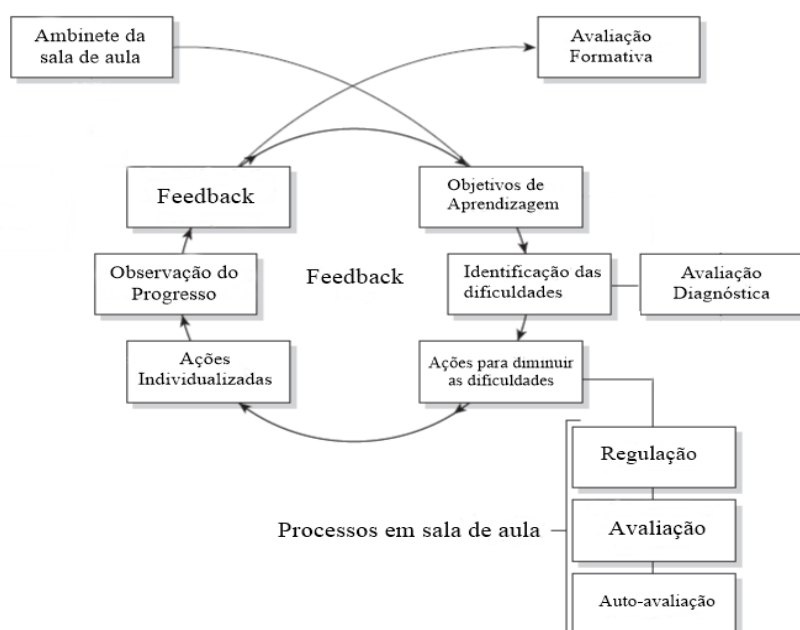 Ambinete da
sala de aula
Avaliação
Formativa
Feedback
Objetivos de
Aprendizagem
Observação do
Progresso
Feedback
Identificação das
dificuldades
Avaliação
Diagnóstica
Ações
Individualizadas
Ações para diminuir
as dificuldades
Regulação
Processos em sala de aula
Avaliação
Auto-avaliação